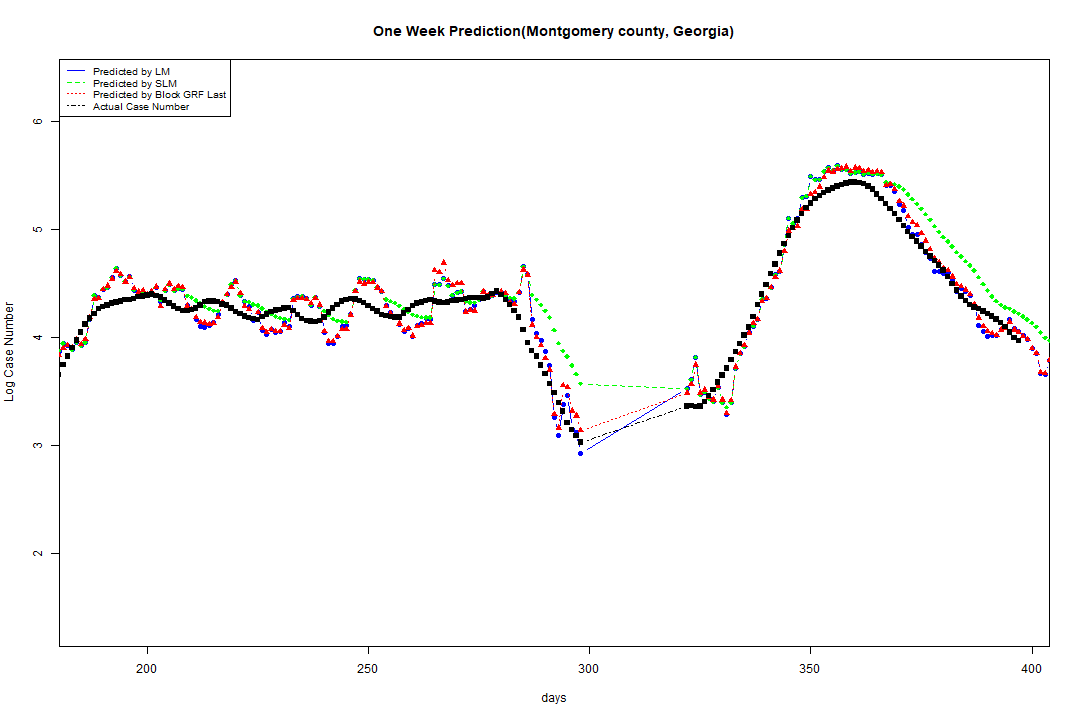 One Week Prediction(Montgomery county, Georgia)
Predicted by LM
Predicted by SLM
Predicted by Block GRF Last
Actual Case Number
Log Case Number
6
5
4
3
2
200
250
300
350
400
days